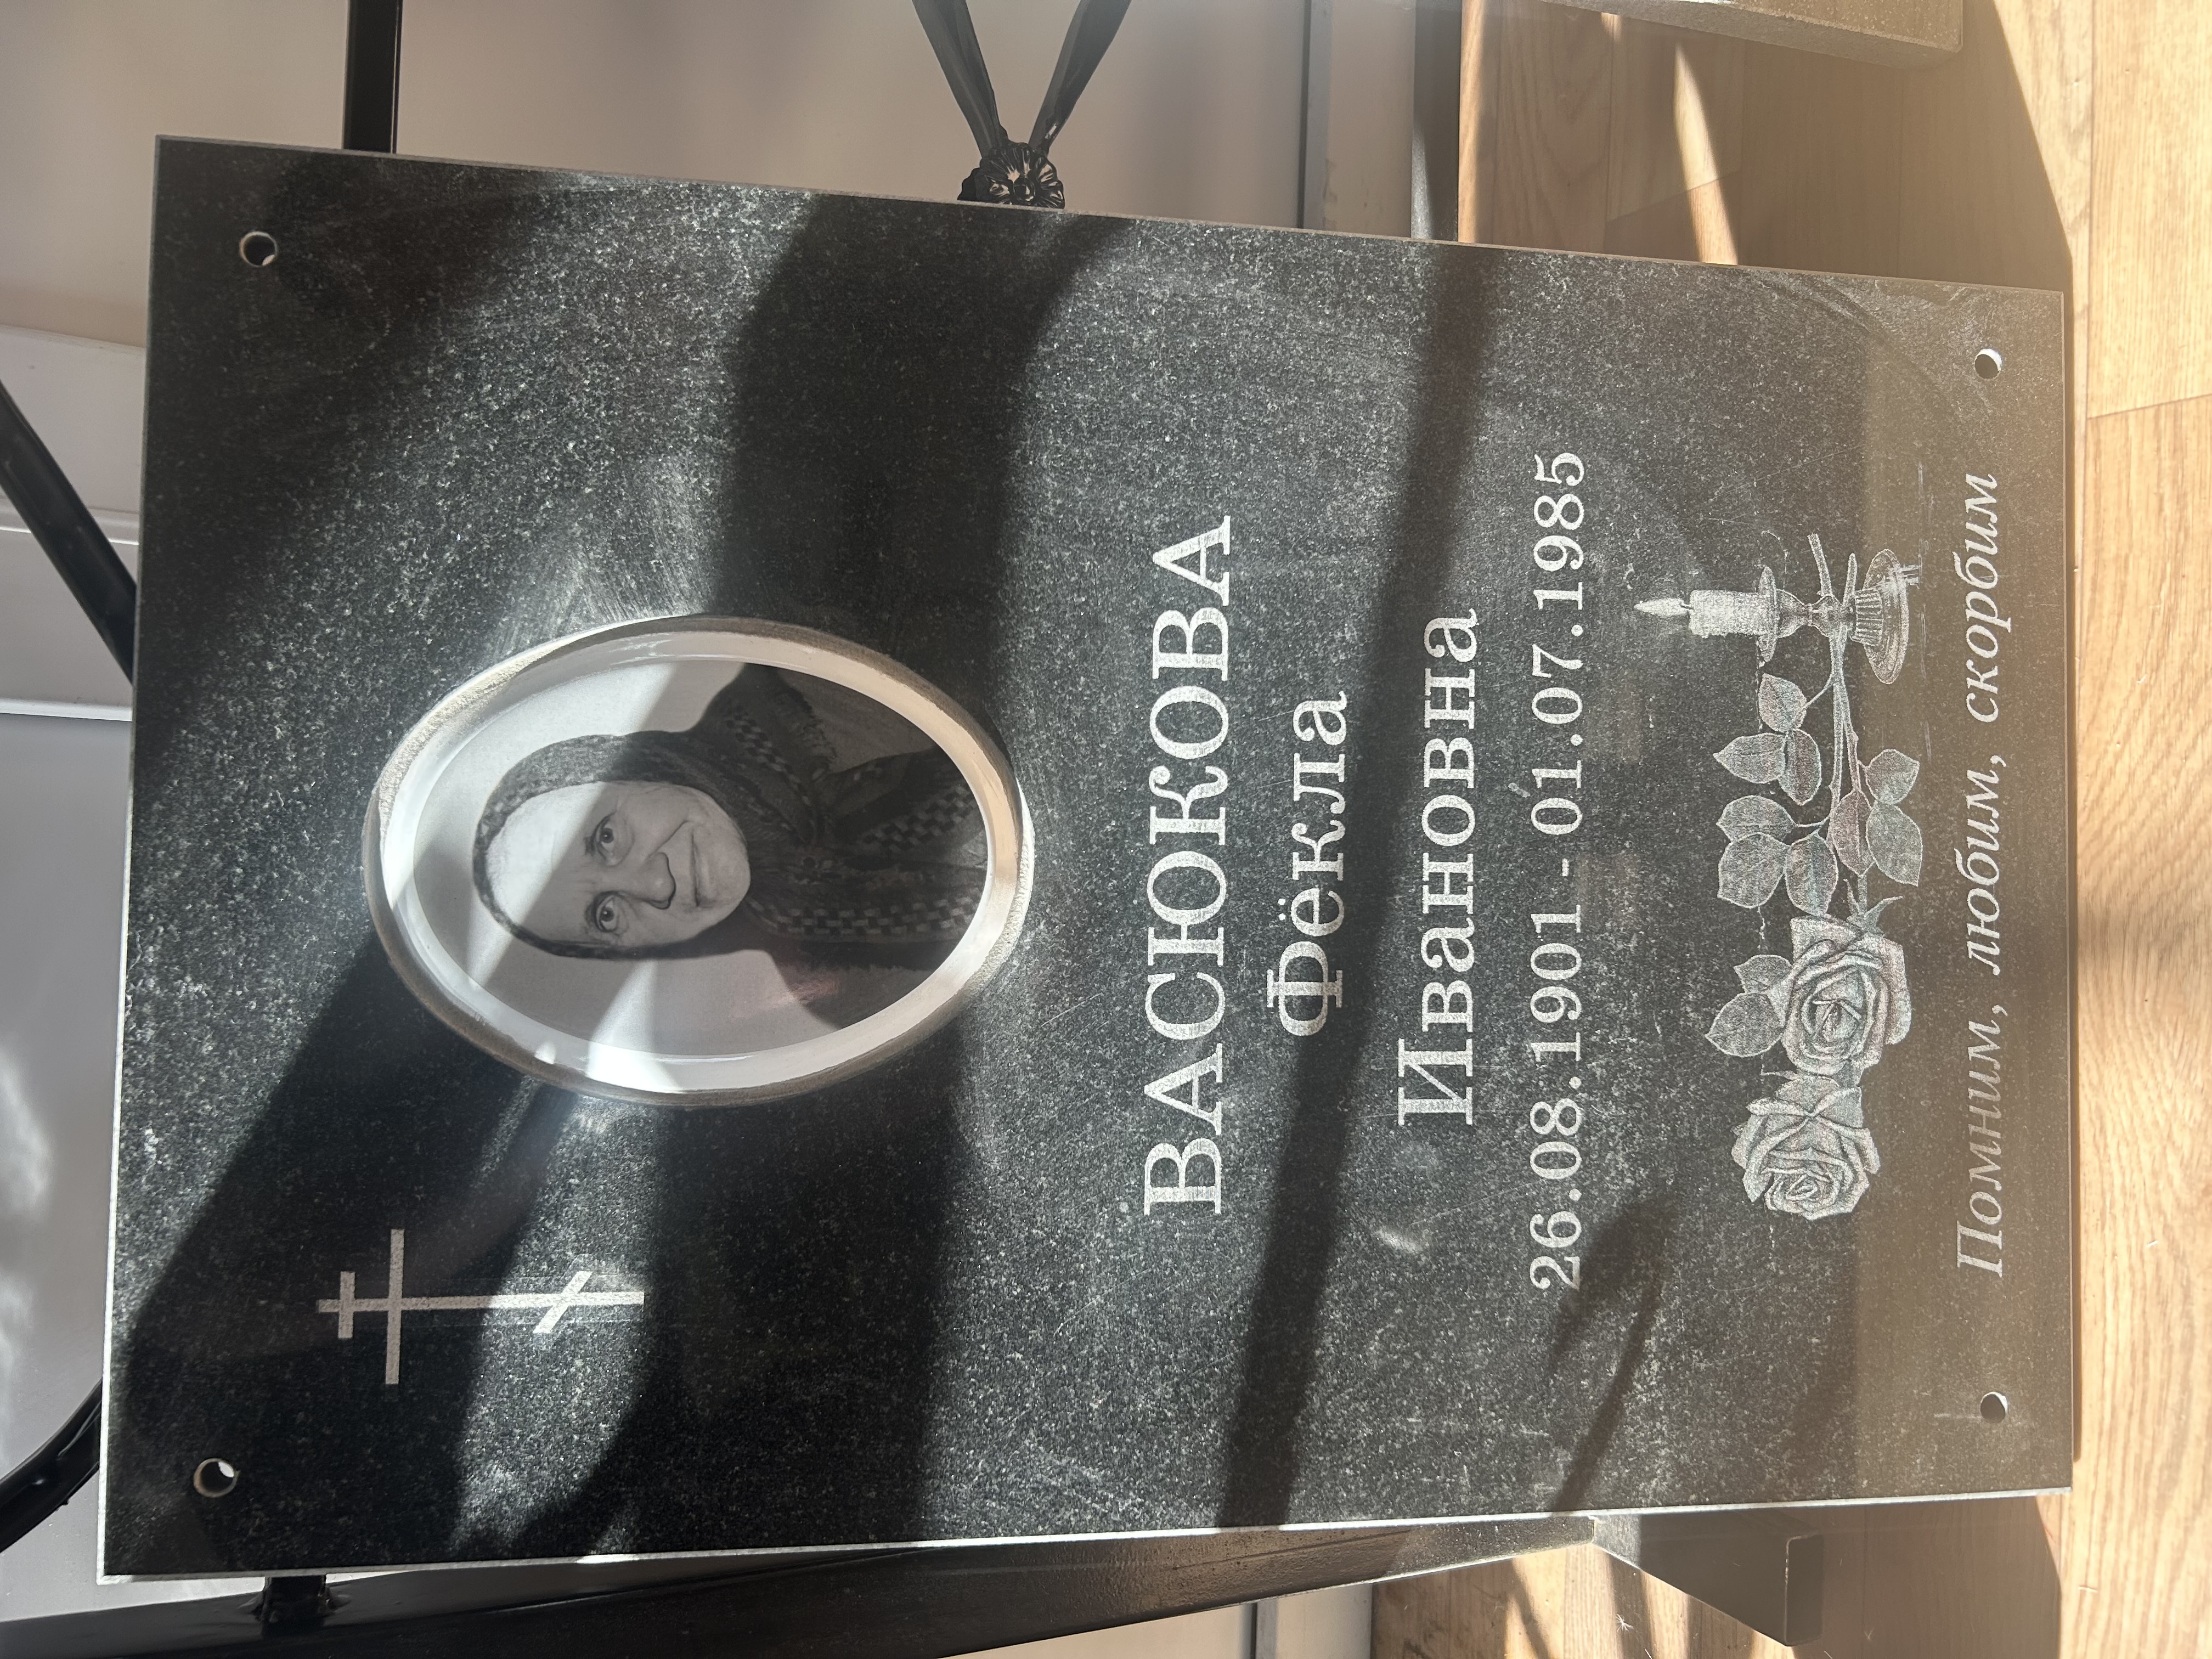 ВАСЮКОВА
Фёкла
Ивановна
26.08.1901 - 01.07.1985
Помним, любим, скорбим